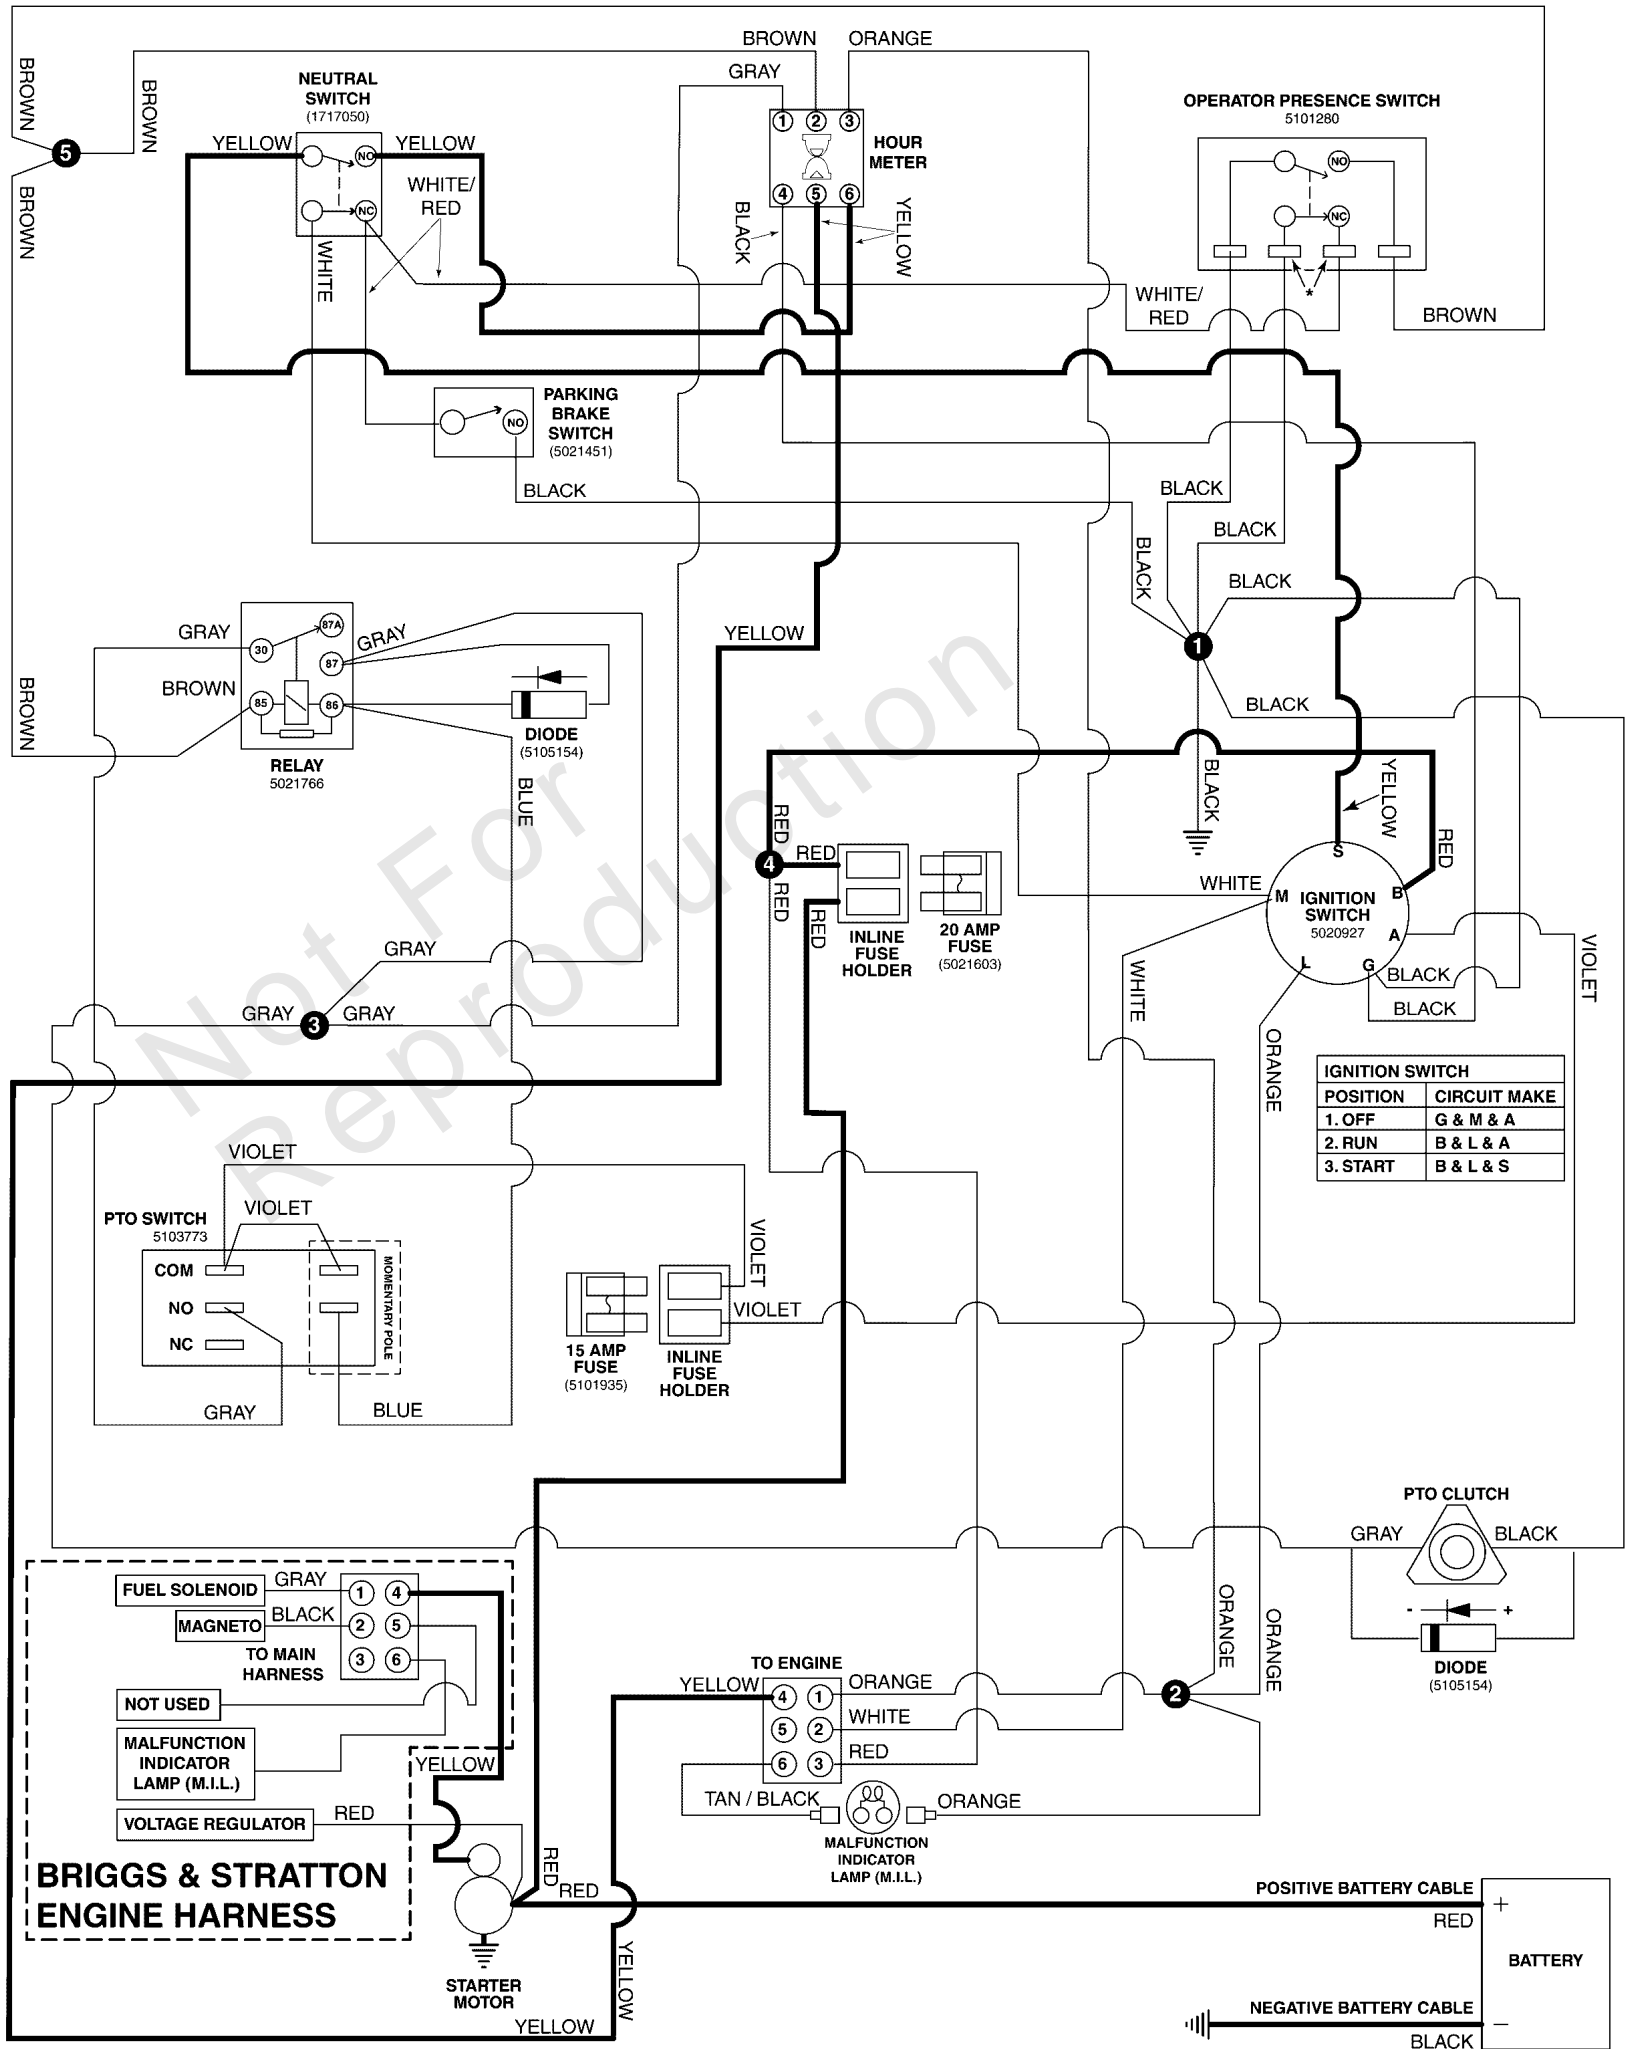 BROWN
BROWN
BROWN
BROWN
5
NEUTRAL
SWITCH
(1717050)
YELLOW
YELLOW
NO
NC
WHITE/
RED
WHITE
BROWN
ORANGE
GRAY
1 2 3
4 5 6
HOUR
METER
BLACK
YELLOW
OPERATOR PRESENCE SWITCH
5101280
NO
NC
*
WHITE/
RED
BROWN
PARKING
BRAKE
SWITCH
(5021451)
NO
BLACK
BLACK
BLACK
BLACK
BLACK
1
BLACK
BLACK
GRAY
30
87A
87
GRAY
BROWN
85
86
RELAY
5021766
DIODE
(5105154)
BLUE
YELLOW
RED
4
RED
RED
RED
INLINE
FUSE
HOLDER
20 AMP
FUSE
(5021603)
YELLOW
RED
WHITE
S
M
B
A
L
G
IGNITION
SWITCH
5020927
BLACK
BLACK
VIOLET
WHITE
ORANGE
GRAY
GRAY
3
GRAY
Not For
Reproduction
IGNITION SWITCH
POSITION CIRCUIT MAKE
1. OFF G & M & A
2. RUN B & L & A
3. START B & L & S
VIOLET
VIOLET
PTO SWITCH
5103773
COM
NO
NC
MOMENTARY POLE
GRAY
BLUE
VIOLET
VIOLET
15 AMP
FUSE
(5101935)
INLINE
FUSE
HOLDER
PTO CLUTCH
GRAY
BLACK
- +
DIODE
(5105154)
FUEL SOLENOID
GRAY
1 4
MAGNETO
BLACK
2 5
TO MAIN
HARNESS
3 6
NOT USED
MALFUNCTION
INDICATOR
LAMP (M.I.L.)
YELLOW
VOLTAGE REGULATOR
RED
BRIGGS & STRATTON
ENGINE HARNESS
RED
RED
STARTER
MOTOR
YELLOW
YELLOW
TO ENGINE
YELLOW
4 1
ORANGE
5 2
WHITE
6 3
RED
2
ORANGE
ORANGE
TAN / BLACK
ORANGE
MALFUNCTION
INDICATOR
LAMP (M.I.L.)
POSITIVE BATTERY CABLE
+
RED
BATTERY
NEGATIVE BATTERY CABLE
−
BLACK